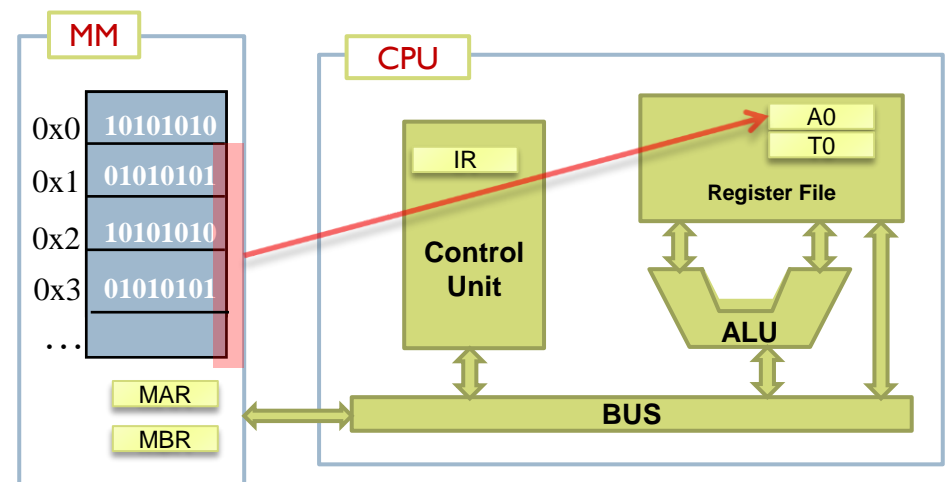 MM
CPU
0x0 10101010
0x1 01010101
0x2 10101010
0x3 01010101
...
MAR
MBR
IR
Control
Unit
A0
T0
Register File
ALU
BUS